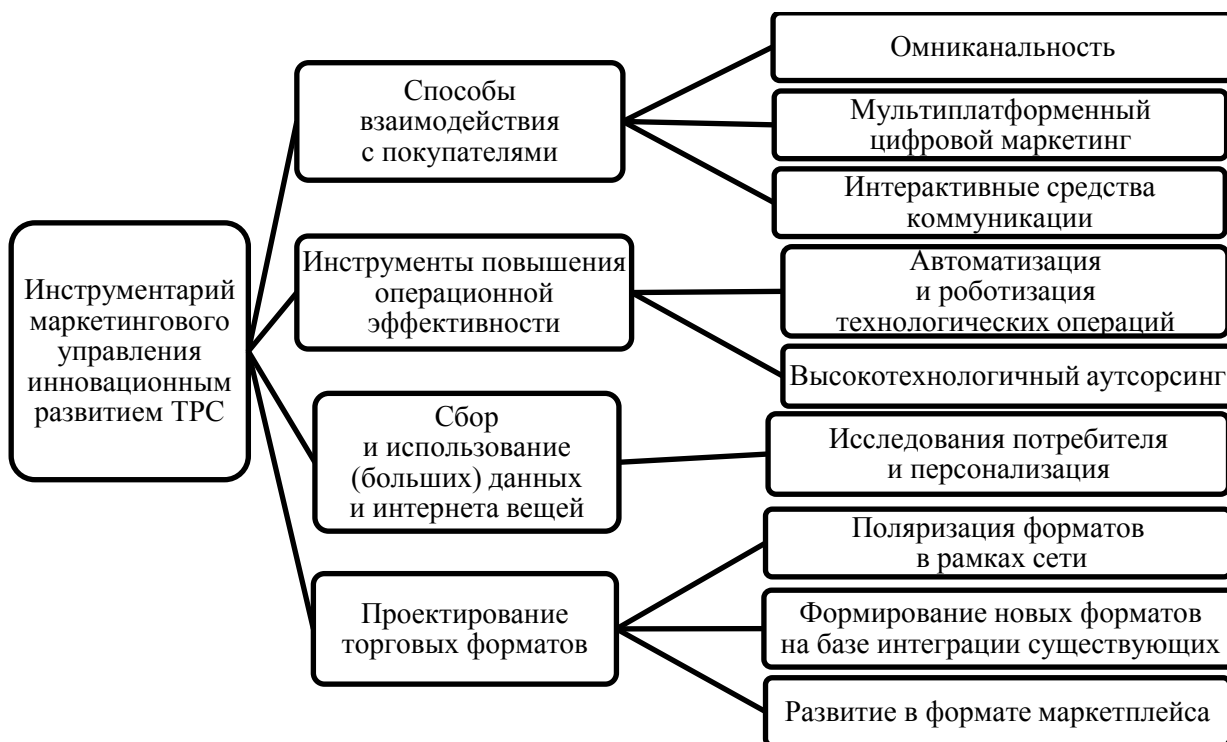 Инструментарий
маркетингового
управления
инновационным
развитием ТРС
Способы
взаимодействия
с покупателями
Омниканальность
Мультиплатформенный
цифровой маркетинг
Интерактивные средства
коммуникации
Инструменты повышения
операционной
эффективности
Автоматизация
и роботизация
технологических операций
Высокотехнологичный аутсорсинг
Сбор
и использование
(больших) данных
и интернета вещей
Исследования потребителя
и персонализация
Проектирование
торговых форматов
Поляризация форматов
в рамках сети
Формирование новых форматов
на базе интеграции существующих
Развитие в формате маркетплейса